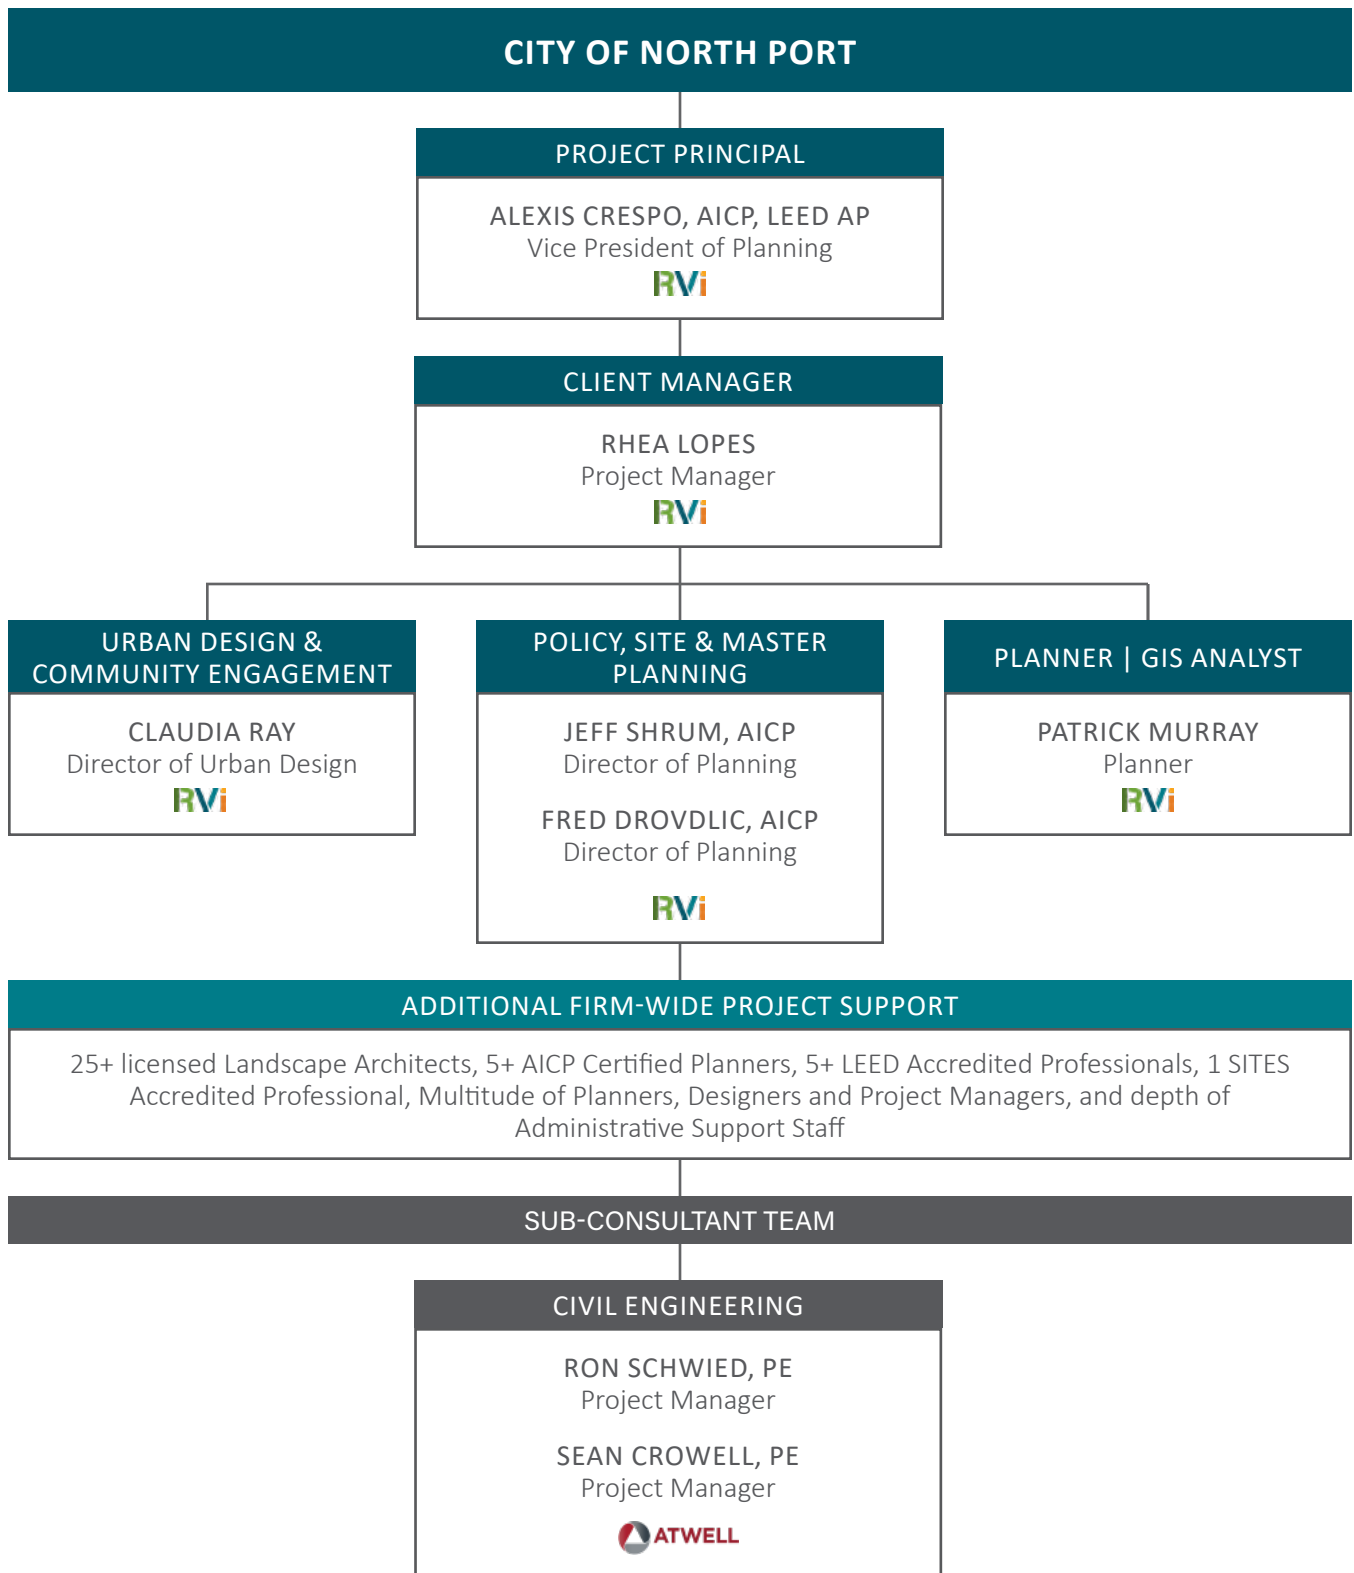 CITY OF NORTH PORT
PROJECT PRINCIPAL
ALEXIS CRESPO, AICP, LEED AP
Vice President of Planning
RVi
CLIENT MANAGER
RHEA LOPES
Project Manager
RVi
URBAN DESIGN &
COMMUNITY ENGAGEMENT
CLAUDIA RAY
Director of Urban Design
RVi
POLICY, SITE & MASTER
PLANNING
JEFF SHRUM, AICP
Director of Planning
FRED DROVDLIC, AICP
Director of Planning
RVi
PLANNER | GIS ANALYST
PATRICK MURRAY
Planner
RVi
ADDITIONAL FIRM-WIDE PROJECT SUPPORT
25+ licensed Landscape Architects, 5+ AICP Certified Planners, 5+ LEED Accredited Professionals, 1 SITES
Accredited Professional, Multitude of Planners, Designers and Project Managers, and depth of
Administrative Support Staff
SUB-CONSULTANT TEAM
CIVIL ENGINEERING
RON SCHWIED, PE
Project Manager
SEAN CROWELL, PE
Project Manager
ATWELL